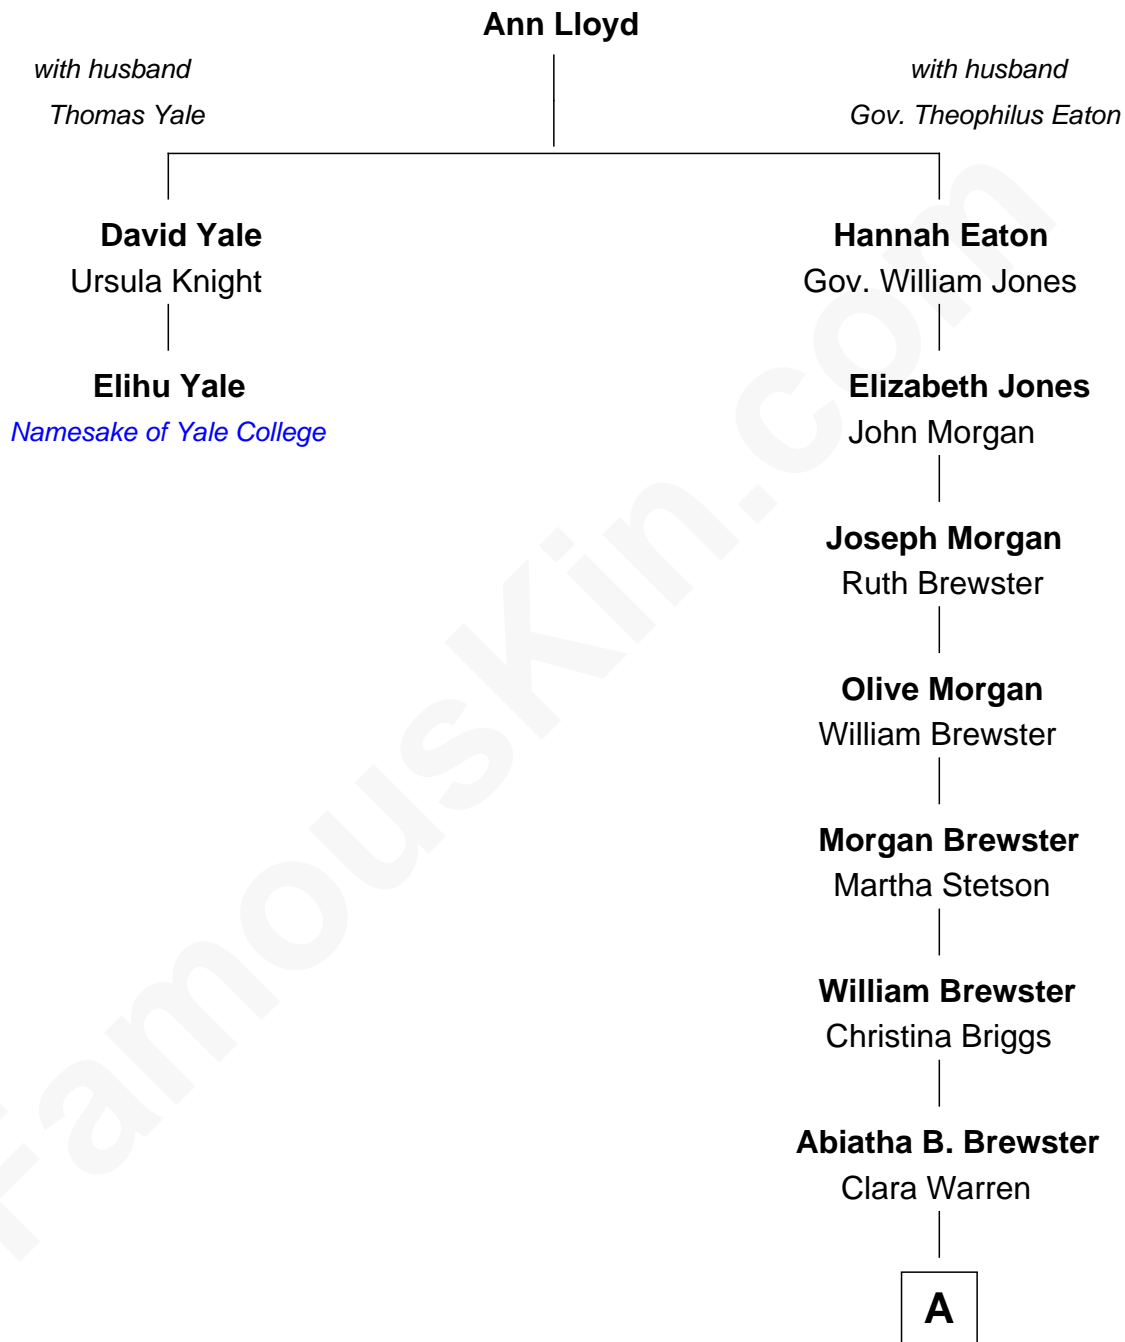 Ann Lloyd
with husband
Thomas Yale
with husband
Gov. Theophilus Eaton
David Yale
Ursula Knight
Hannah Eaton
Gov. William Jones
Elihu Yale
Namesake of Yale College
Elizabeth Jones
John Morgan
Joseph Morgan
Ruth Brewster
Olive Morgan
William Brewster
Morgan Brewster
Martha Stetson
William Brewster
Christina Briggs
Abiatha B. Brewster
Clara Warren
A
FamousKin.com